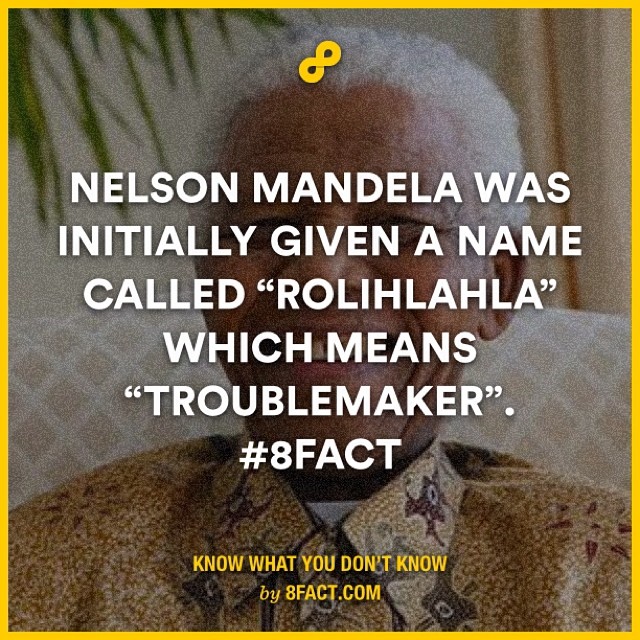 NELSON MANDELA WAS
INITIALLY GIVEN A NAME
CALLED “ROLIHLAHLA”
WHICH MEANS
“TROUBLEMAKER”.
#8FACT
KNOW WHAT YOU DON'T KNOW
by 8FACT.COM